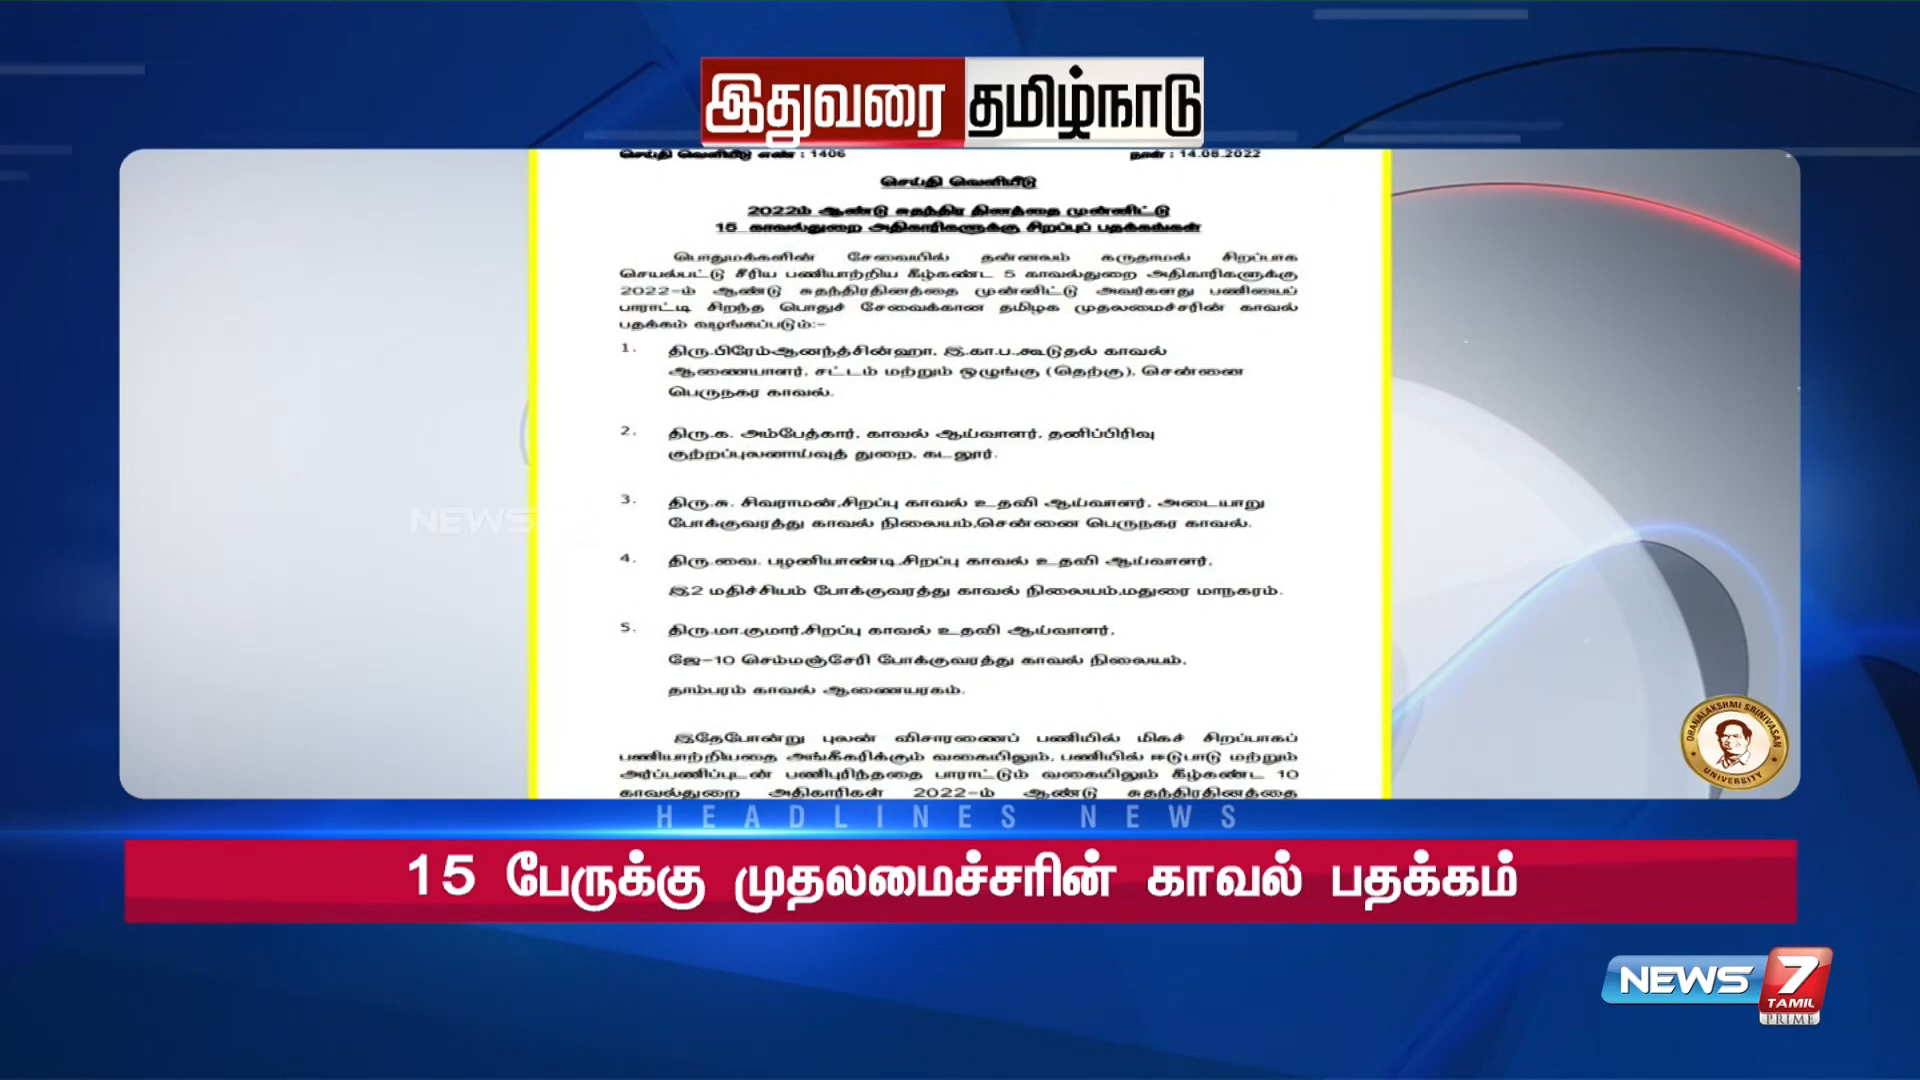 இதுவரை தமிழ்நாடு
செய்தி வெளியீடு எண் : 1406 நாள் : 14.08.2022
செய்தி வெளியீடு
2022ம் ஆண்டு சுதந்திர தினத்தை முன்னிட்டு
15 காவல்துறை அதிகாரிகளுக்கு சிறப்புப் பதக்கங்கள்
பொதுமக்களின் சேவையில் தன்னலம் கருதாமல் சிறப்பாக
செயல்பட்டு சீரிய பணியாற்றிய கீழ்கண்ட 5 காவல்துறை அதிகாரிகளுக்கு
2022-ம் ஆண்டு சுதந்திரதினத்தை முன்னிட்டு அவர்களது பணியைப்
பாராட்டி சிறந்த பொதுச் சேவைக்கான தமிழக முதலமைச்சரின் காவல்
பதக்கம் வழங்கப்படும்:-
1. திரு.பிரேம்ஆனந்த்சின்ஹா, இ.கா.ப.,கூடுதல் காவல்
ஆணையாளர், சட்டம் மற்றும் ஒழுங்கு (தெற்கு), சென்னை
பெருநகர காவல்.
2. திரு.க. அம்பேத்கார், காவல் ஆய்வாளர், தனிப்பிரிவு
குற்றப்புலனாய்வுத் துறை, கடலூர்.
3. திரு.சு. சிவராமன்,சிறப்பு காவல் உதவி ஆய்வாளர், அடையாறு
போக்குவரத்து காவல் நிலையம்,சென்னை பெருநகர காவல்.
4. திரு.வை. பழனியாண்டி,சிறப்பு காவல் உதவி ஆய்வாளர்,
இ2 மதிச்சியம் போக்குவரத்து காவல் நிலையம்,மதுரை மாநகரம்.
5. திரு.மா.குமார்,சிறப்பு காவல் உதவி ஆய்வாளர்,
ஜே-10 செம்மஞ்சேரி போக்குவரத்து காவல் நிலையம்,
தாம்பரம் காவல் ஆணையரகம்.
இதேபோன்று புலன் விசாரணைப் பணியில் மிகச் சிறப்பாகப்
பணியாற்றியதை அங்கீகரிக்கும் வகையிலும், பணியில் ஈடுபாடு மற்றும்
அர்ப்பணிப்புடன் பணிபுரிந்ததை பாராட்டும் வகையிலும் கீழ்கண்ட 10
காவல்துறை அதிகாரிகள் 2022-ம் ஆண்டு சுதந்திரதினத்தை
NEWS
DHANALAKSHMI SRINIVASAN
UNIVERSITY
HEADLINES NEWS
15 பேருக்கு முதலமைச்சரின் காவல் பதக்கம்
NEWS 7
TAMIL
PRIME